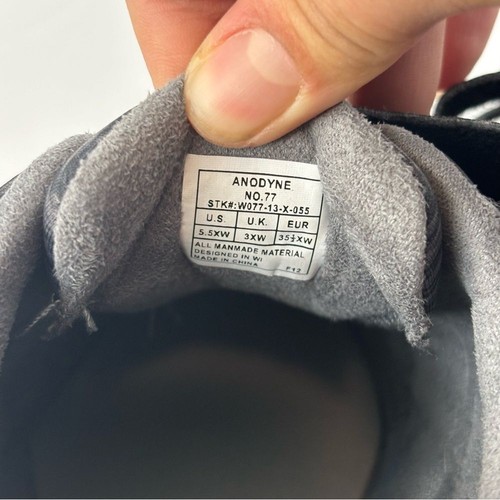 ANODYNE
NO.77
STK#:W077-13-X-055
U.S. U.K. EUR
5.5XW 3XW 35½XW
ALL MANMADE MATERIAL
DESIGNED IN WI
MADE IN CHINA F12